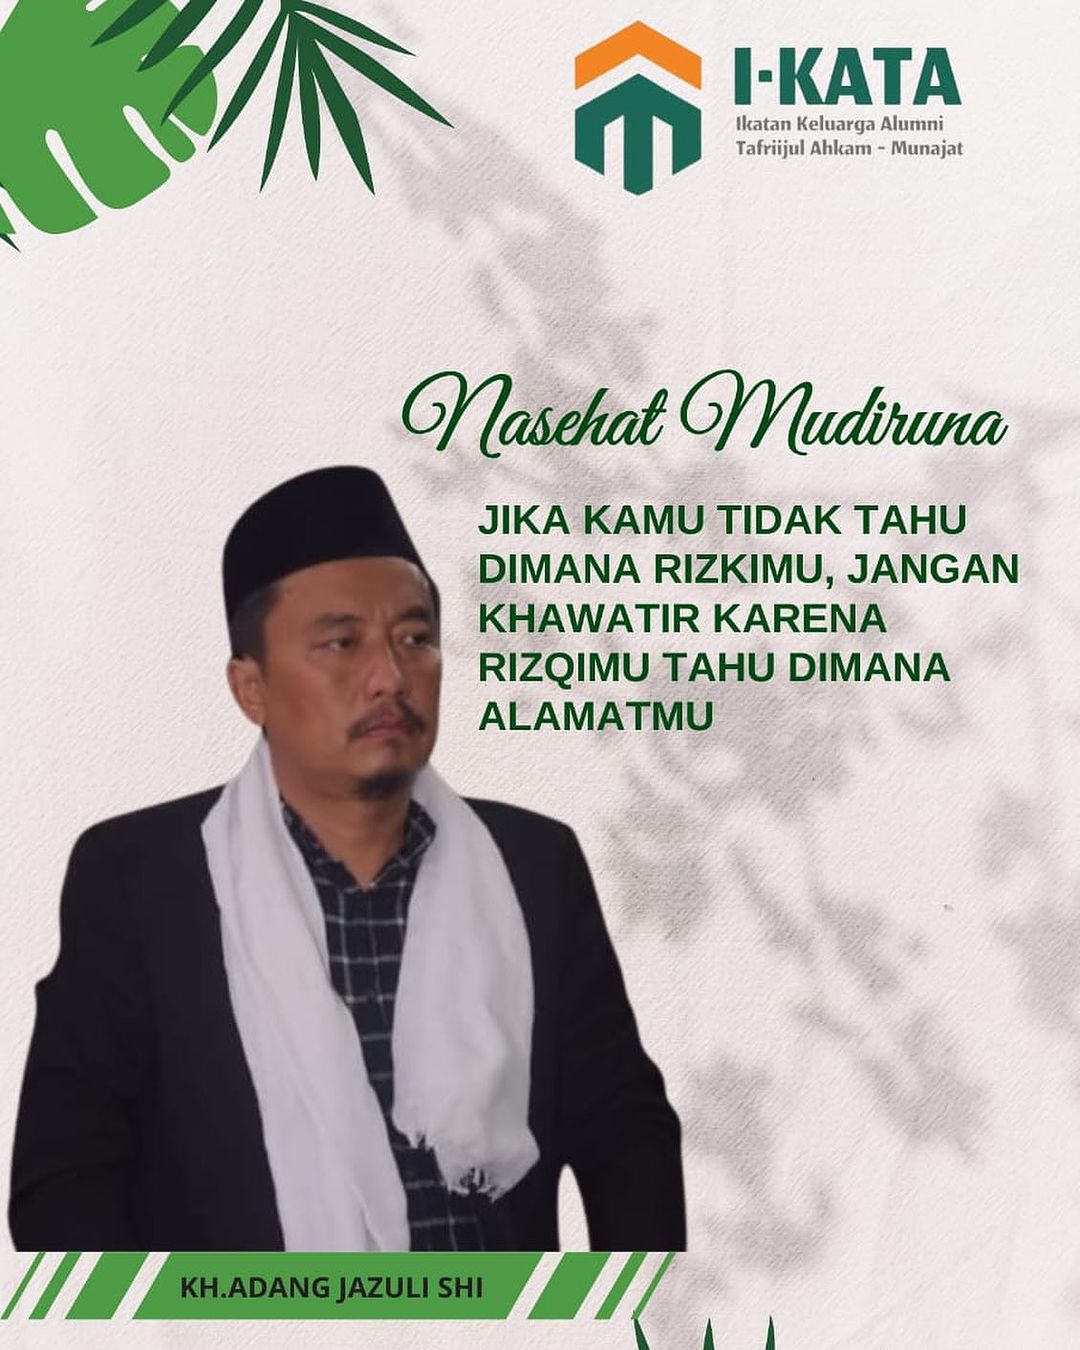 I-KATA
Ikatan Keluarga Alumni
Tafriijul Ahkam - Munajat
Nasehat Mudiruna
JIKA KAMU TIDAK TAHU
DIMANA RIZKIMU, JANGAN
KHAWATIR KARENA
RIZQIMU TAHU DIMANA
ALAMATMU
KH.ADANG JAZULI SHI